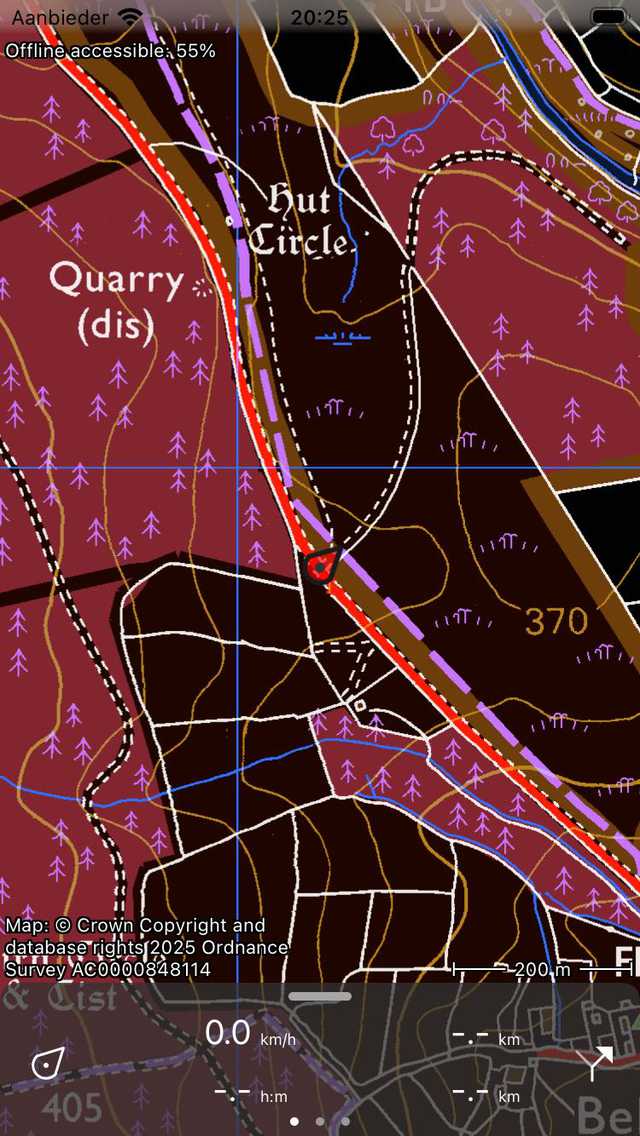 Aanbieder 20:25
Offline accessible: 55%
Hut
Circle
Quarry
(dis)
370
Map: © Crown Copyright and
database rights 2025 Ordnance
Survey AC0000848114
200 m
& Cist
0.0 km/h
-.- km
-.- h:m
-.- km
405
Be